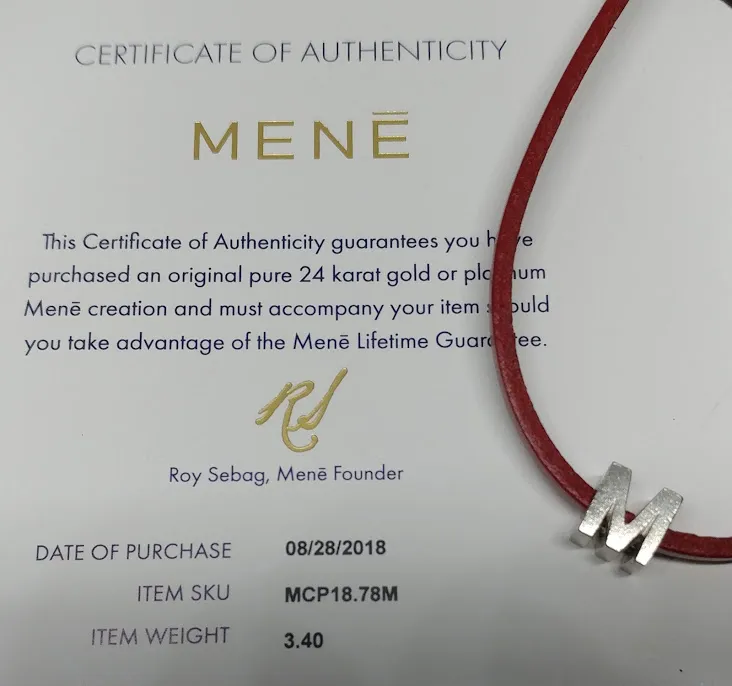 CERTIFICATE OF AUTHENTICITY
MENĒ
This Certificate of Authenticity guarantees you
purchased an original pure 24 karat gold or
Menē creation and must accompany your item
you take advantage of the Menē Lifetime
RS
Roy Sebag, Menē Founder
DATE OF PURCHASE 08/28/2018
ITEM SKU MCP18.78M
ITEM WEIGHT 3.40
M